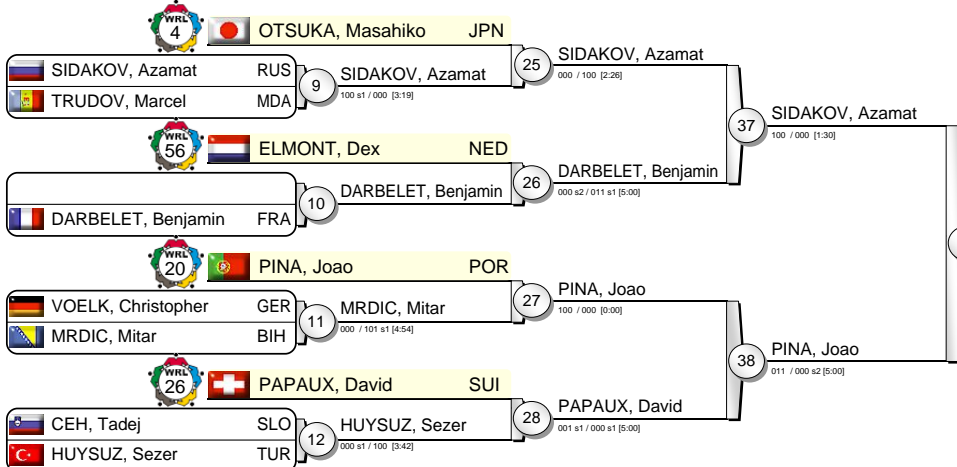 WRL
4
OTSUKA, Masahiko JPN
SIDAKOV, Azamat RUS
TRUDOV, Marcel MDA
9
SIDAKOV, Azamat
100 s1 / 000 [3:19]
25
SIDAKOV, Azamat
000 / 100 [2:26]
WRL
56
ELMONT, Dex NED
DARBELET, Benjamin FRA
10
DARBELET, Benjamin
26
DARBELET, Benjamin
000 s2 / 011 s1 [5:00]
37
SIDAKOV, Azamat
100 / 000 [1:30]
WRL
20
PINA, Joao POR
VOELK, Christopher GER
MRDIC, Mitar BIH
11
MRDIC, Mitar
000 / 101 s1 [4:54]
27
PINA, Joao
100 / 000 [0:00]
WRL
26
PAPAUX, David SUI
CEH, Tadej SLO
HUYSUZ, Sezer TUR
12
HUYSUZ, Sezer
000 s1 / 100 [3:42]
28
PAPAUX, David
001 s1 / 000 s1 [5:00]
38
PINA, Joao
011 / 000 s2 [5:00]